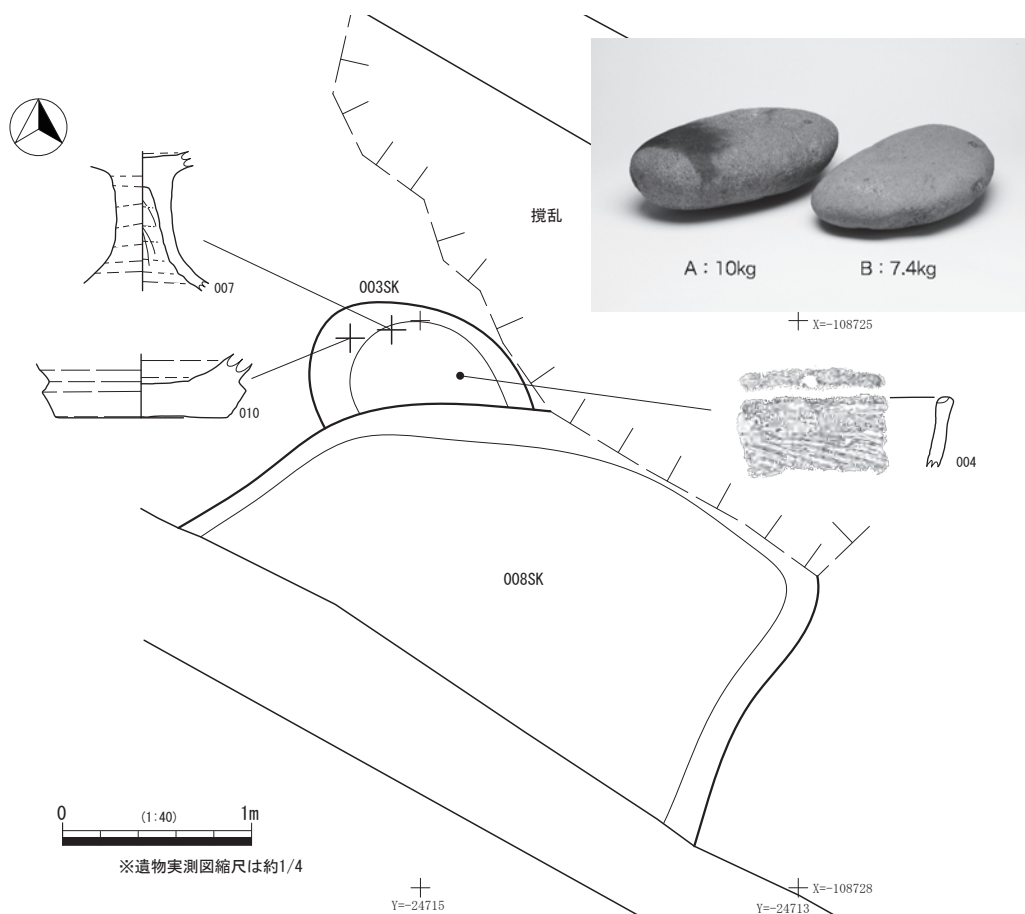 撹乱
A：10kg
B：7.4kg
007
003SK
X=-108725
010
004
008SK
0 (1:40) 1m
※遺物実測図縮尺は約1/4
X=-108728
Y=-24715
Y=-24713